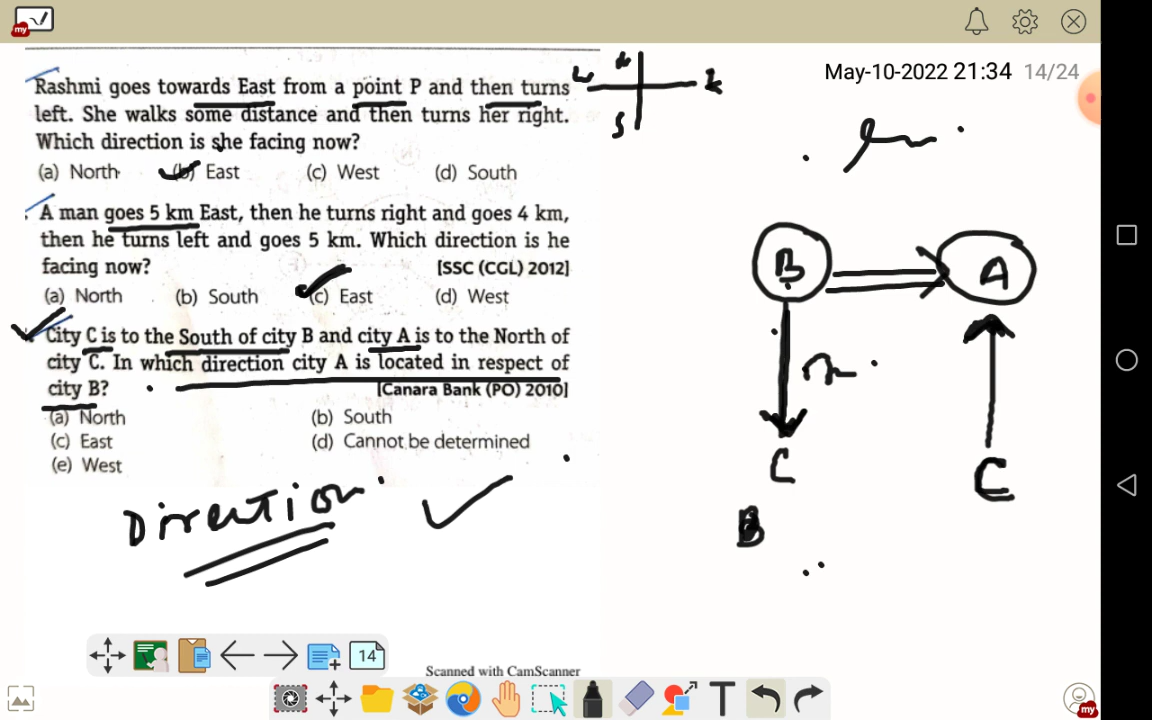 May-10-2022 21:34 14/24
Rashmi goes towards East from a point P and then turns
left. She walks some distance and then turns her right.
Which direction is she facing now?
(a) North (b) East (c) West (d) South
A man goes 5 km East, then he turns right and goes 4 km,
then he turns left and goes 5 km. Which direction is he
facing now? [SSC (CGL) 2012]
(a) North (b) South (c) East (d) West
City C is to the South of city B and city A is to the North of
city C. In which direction city A is located in respect of
city B? [Canara Bank (PO) 2010]
(a) North (b) South
(c) East (d) Cannot be determined
(e) West
Direction
S
B A
C C
B
14
Scanned with CamScanner
T
my
my